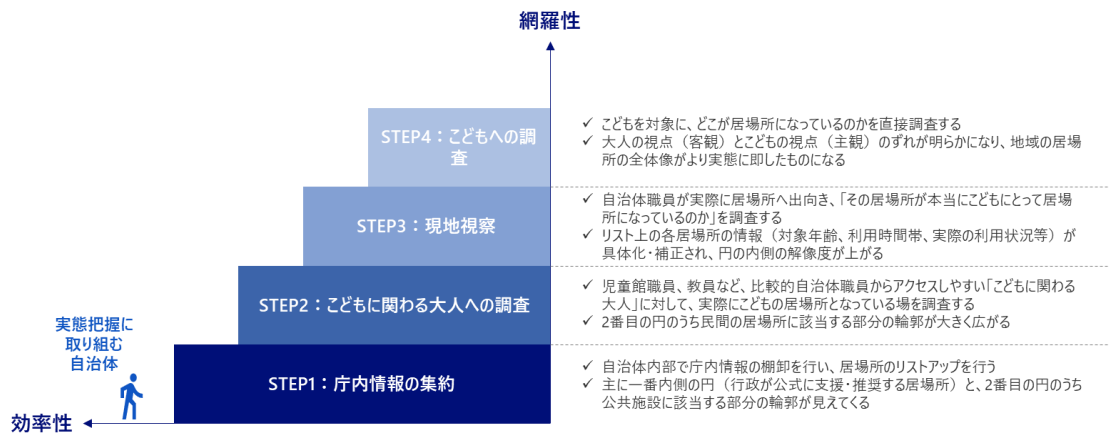 網羅性
STEP4：こどもへの調
査
✓ こどもを対象に、どこが居場所になっているのかを直接調査する
✓ 大人の視点（客観）とこどもの視点（主観）のずれが明らかになり、地域の居場
所の全体像がより実態に即したものになる
STEP3：現地視察
✓ 自治体職員が実際に居場所へ出向き、「その居場所が本当にこどもにとって居場
所になっているのか」を調査する
✓ リスト上の各居場所の情報（対象年齢、利用時間帯、実際の利用状況等）が
具体化・補正され、円の内側の解像度が上がる
STEP2：こどもに関わる大人への調査
✓ 児童館職員、教員など、比較的自治体職員からアクセスしやすい「こどもに関わる
大人」に対して、実際にこどもの居場所となっている場を調査する
✓ 2番目の円のうち民間の居場所に該当する部分の輪郭が大きく広がる
実態把握に
取り組む
自治体
STEP1：庁内情報の集約
✓ 自治体内部で庁内情報の棚卸を行い、居場所のリストアップを行う
✓ 主に一番内側の円（行政が公式に支援・推奨する居場所）と、2番目の円のうち
公共施設に該当する部分の輪郭が見えてくる
効率性